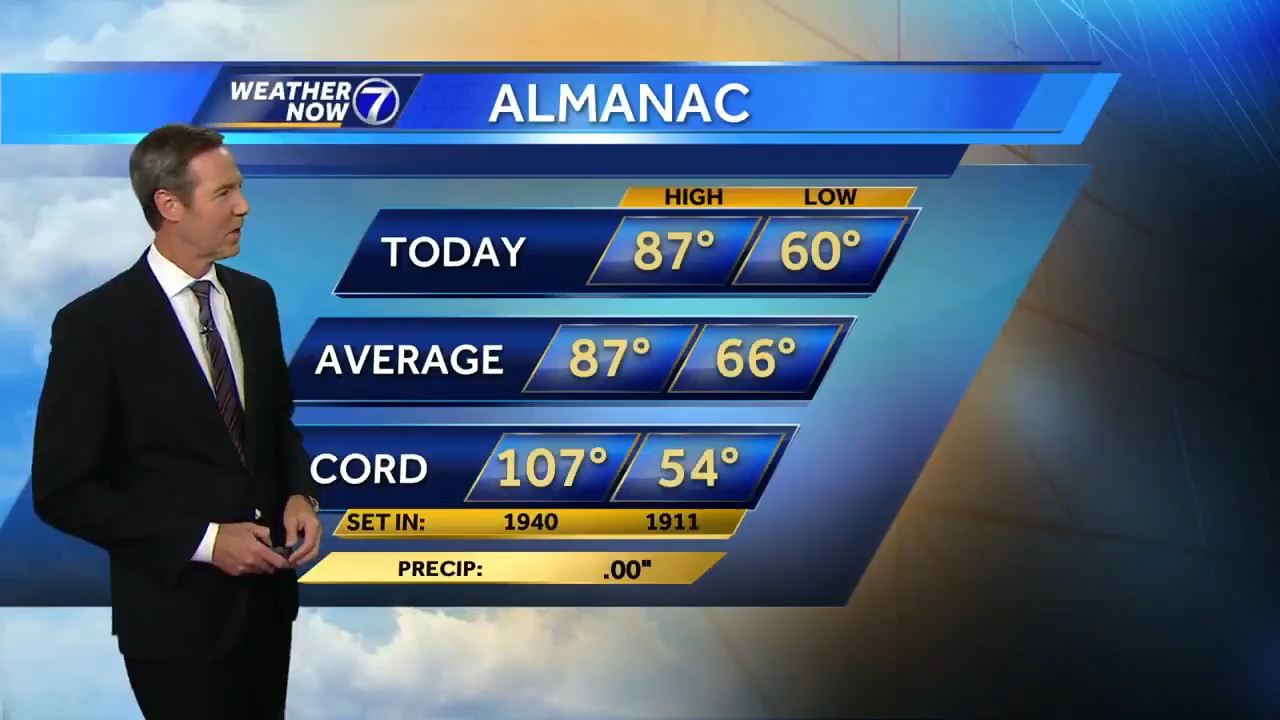 WEATHER
NOW 7
ALMANAC
HIGH LOW
TODAY 87° 60°
AVERAGE 87° 66°
CORD 107° 54°
SET IN: 1940 1911
PRECIP: .00"